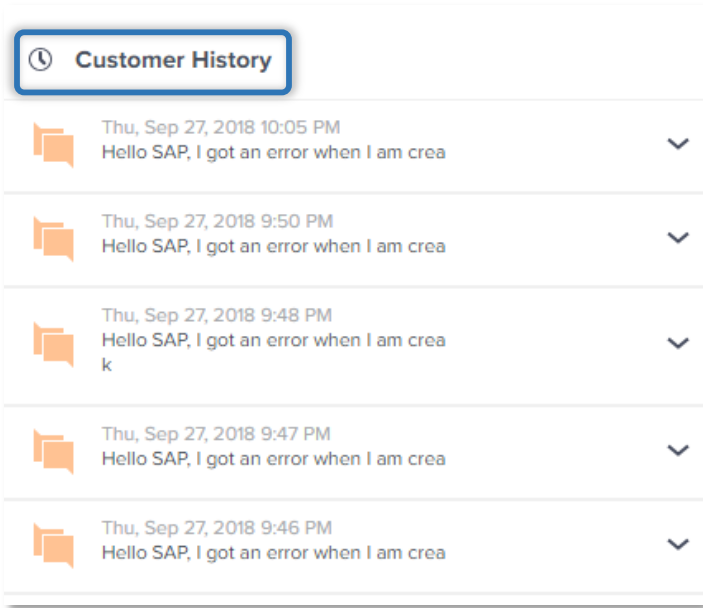 Customer History
Thu, Sep 27, 2018 10:05 PM
Hello SAP, I got an error when I am crea
Thu, Sep 27, 2018 9:50 PM
Hello SAP, I got an error when I am crea
Thu, Sep 27, 2018 9:48 PM
Hello SAP, I got an error when I am crea
k
Thu, Sep 27, 2018 9:47 PM
Hello SAP, I got an error when I am crea
Thu, Sep 27, 2018 9:46 PM
Hello SAP, I got an error when I am crea